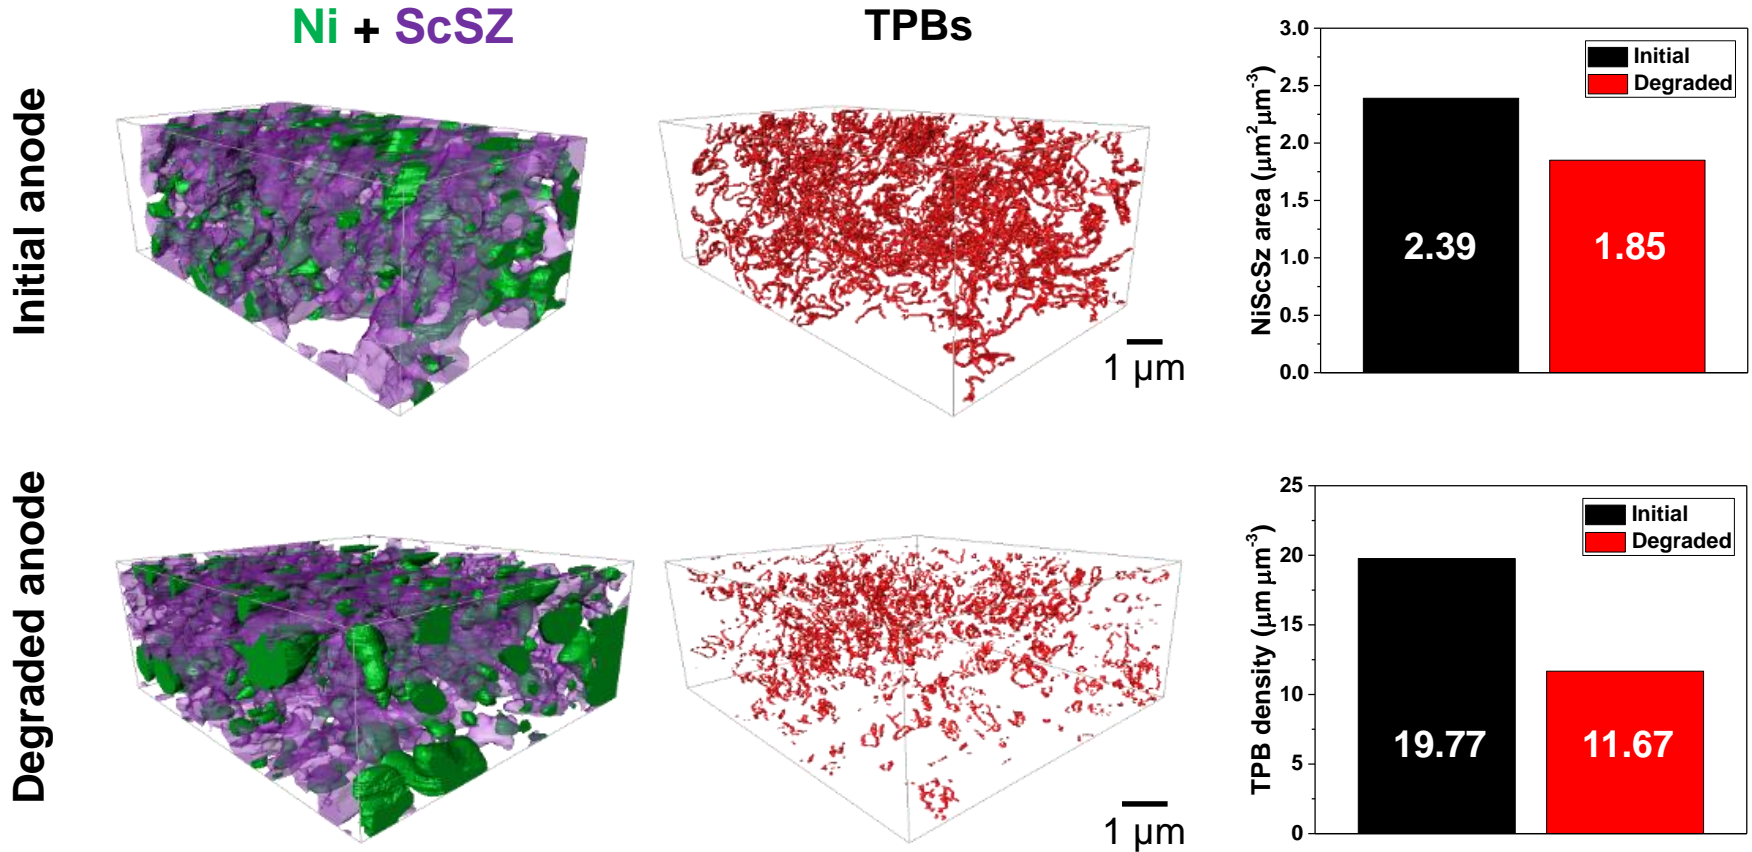 Ni + ScSZ
TPBs
Initial anode
1 μm
NiScSz area (μm² μm⁻³)
3.0
2.5
2.0
1.5
1.0
0.5
0.0
Initial
Degraded
2.39
1.85
Degraded anode
1 μm
TPB density (μm μm⁻³)
25
20
15
10
5
0
Initial
Degraded
19.77
11.67